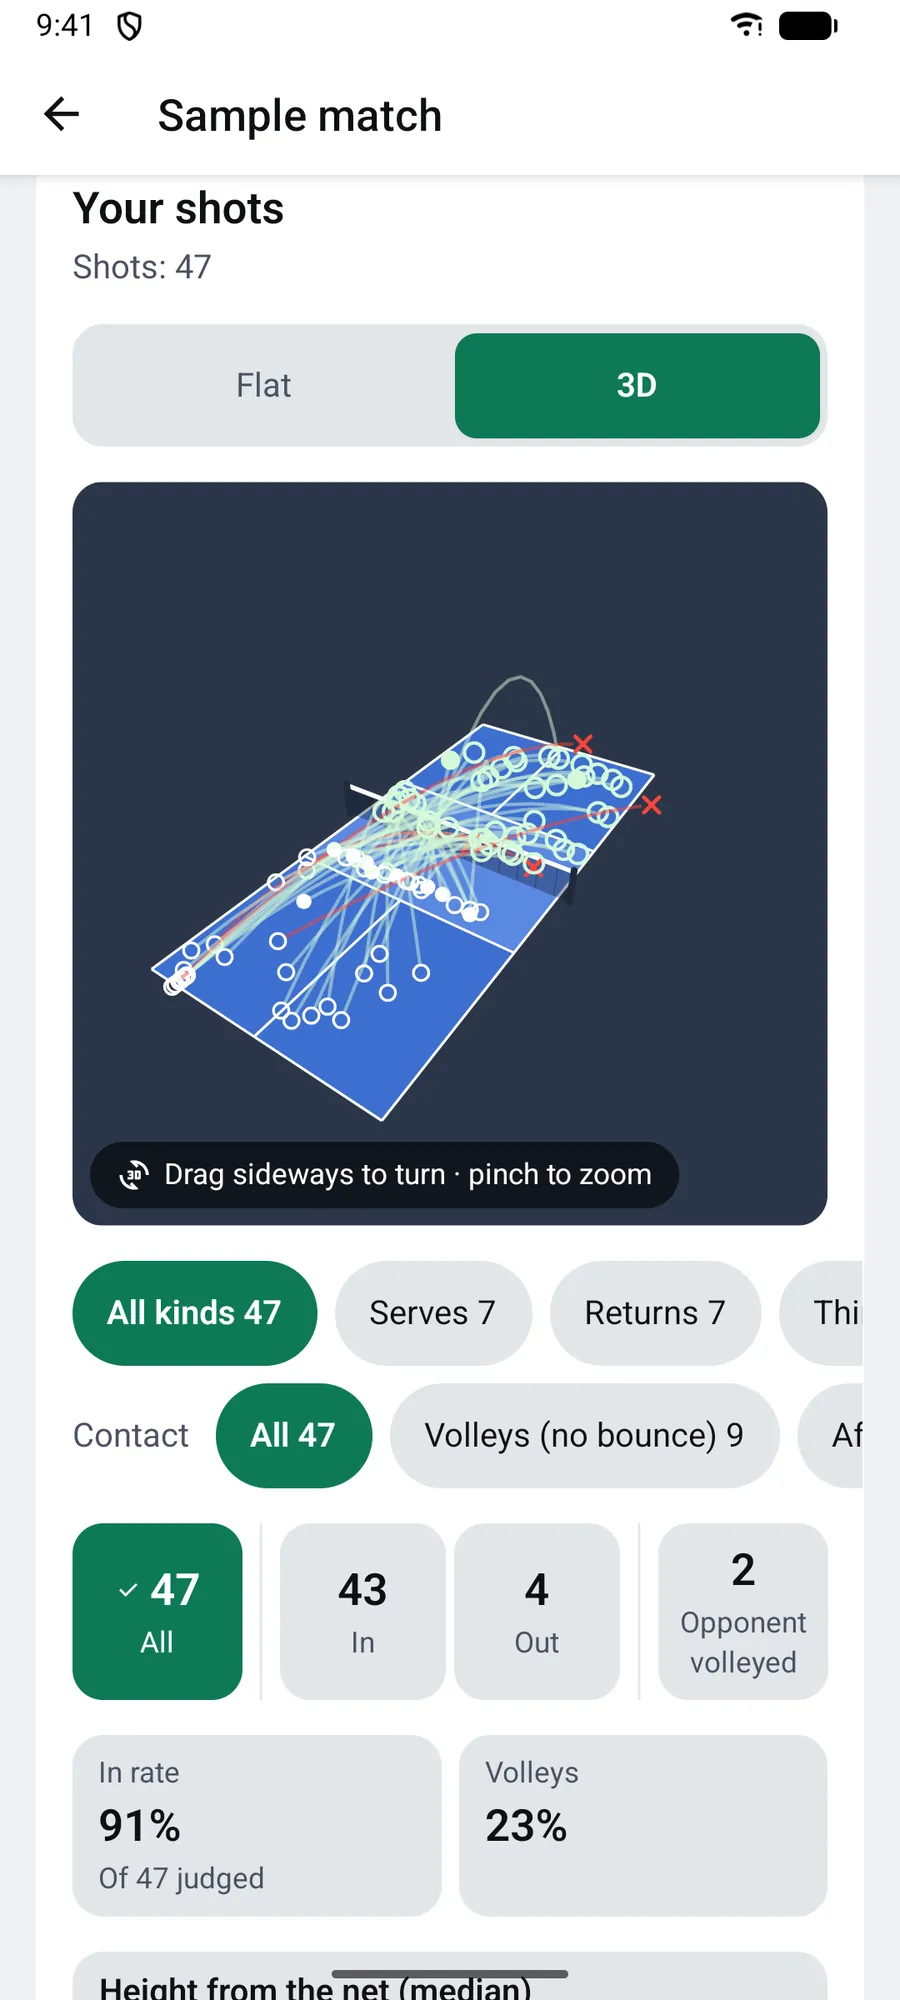 9:41
Sample match
Your shots
Shots: 47
Flat
3D
Drag sideways to turn · pinch to zoom
All kinds 47
Serves 7
Returns 7
Thi
Contact
All 47
Volleys (no bounce) 9
Af
47
All
43
In
4
Out
2
Opponent
volleyed
In rate
91%
Of 47 judged
Volleys
23%
Height from the net (median)